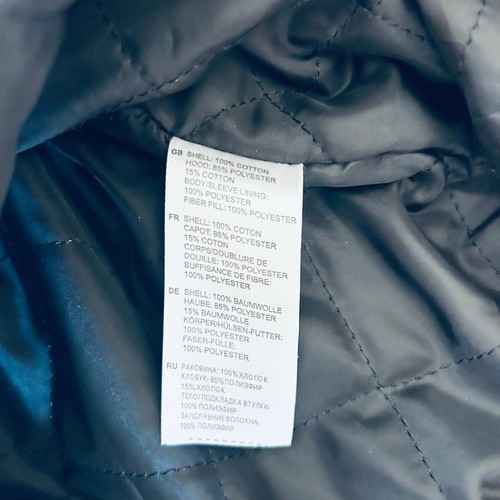 GB SHELL: 100% COTTON
HOOD: 85% POLYESTER
15% COTTON
BODY/SLEEVE LINING:
100% POLYESTER
FIBER FILL: 100% POLYESTER
FR SHELL: 100% COTON
CAPOT: 85% POLYESTER
15% COTON
CORPS/DOUBLURE DE
DOUILLE: 100% POLYESTER
SUFFISANCE DE FIBRE:
100% POLYESTER
DE SHELL: 100% BAUMWOLLE
HAUBE: 85% POLYESTER
15% BAUMWOLLE
KÖRPER/HÜLSEN-FUTTER:
100% POLYESTER
FASER-FÜLLE:
100% POLYESTER
RU РАКОВИНА: 100% ХЛОПОК
КЛОБУК: 85% ПОЛИЭФИР
15% ХЛОПОК
ТЕЛО/ПОДКЛАДКА ВТУЛКИ:
100% ПОЛИЭФИР
ЗАПОЛНЕНИЕ ВОЛОКНА:
100% ПОЛИЭФИР